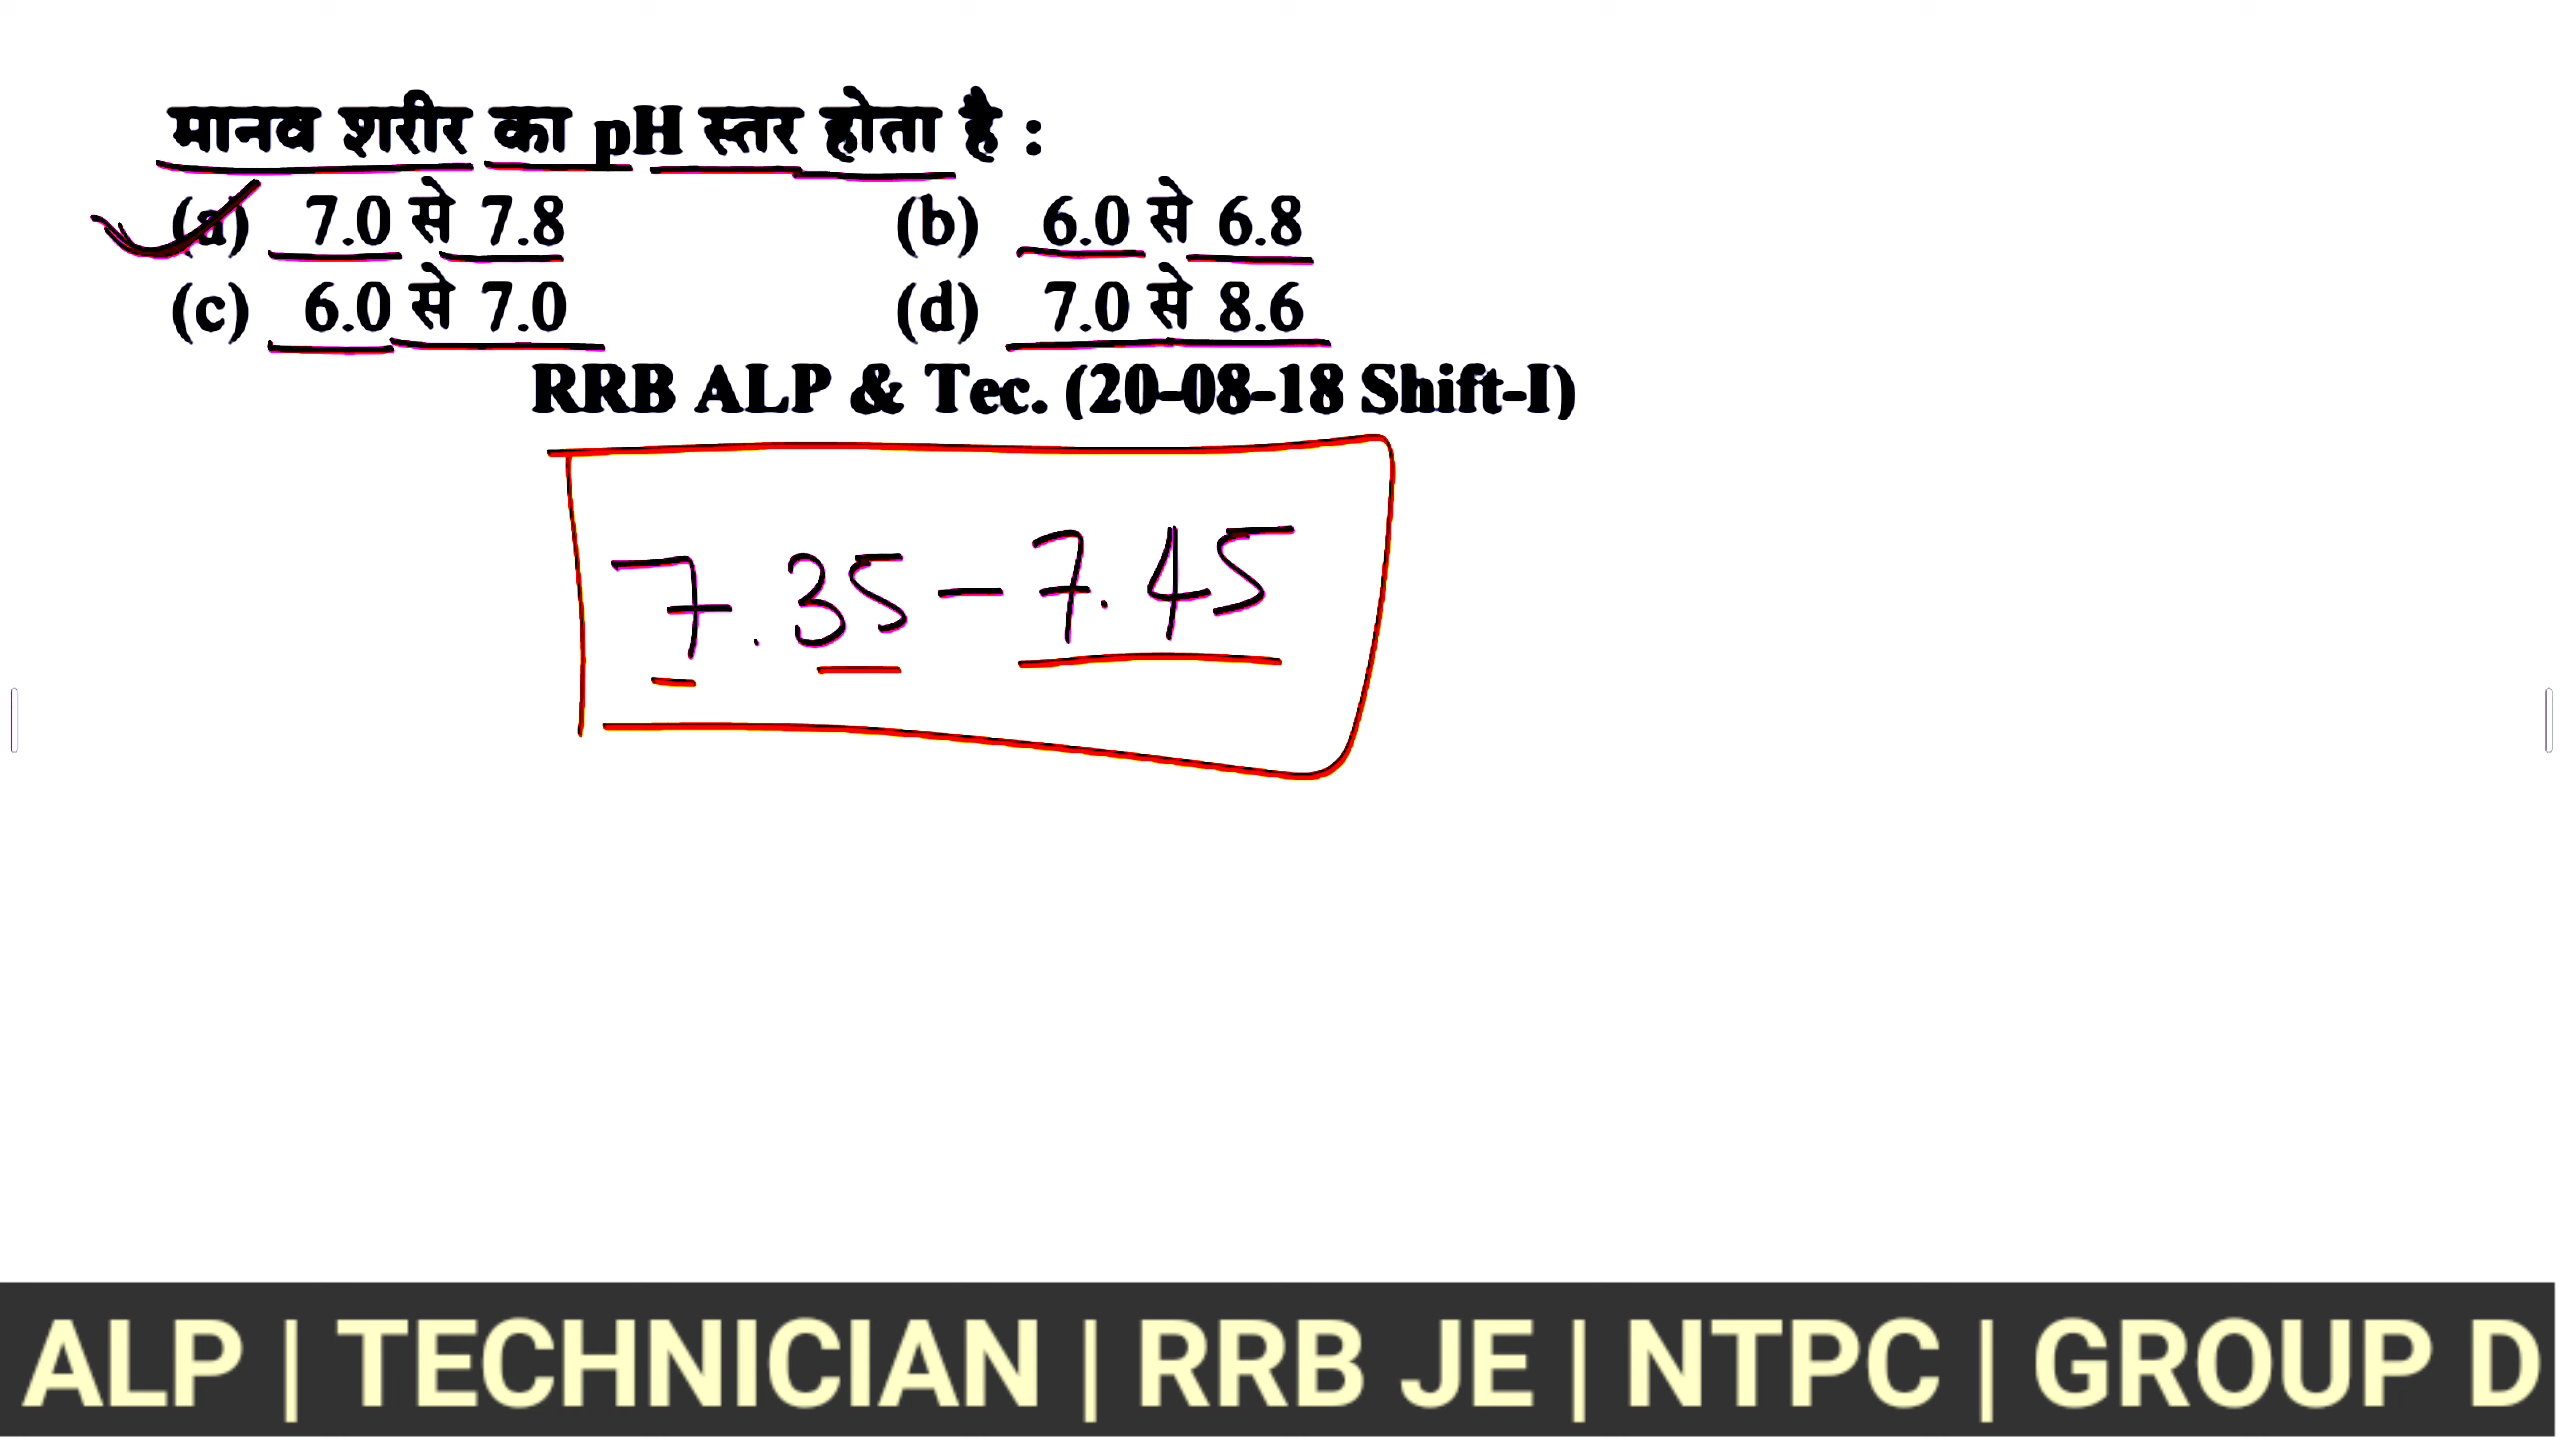 मानव शरीर का pH स्तर होता है :
(a) 7.0 से 7.8 (b) 6.0 से 6.8
(c) 6.0 से 7.0 (d) 7.0 से 8.6
RRB ALP & Tec. (20-08-18 Shift-I)
7.35 - 7.45
ALP | TECHNICIAN | RRB JE | NTPC | GROUP D